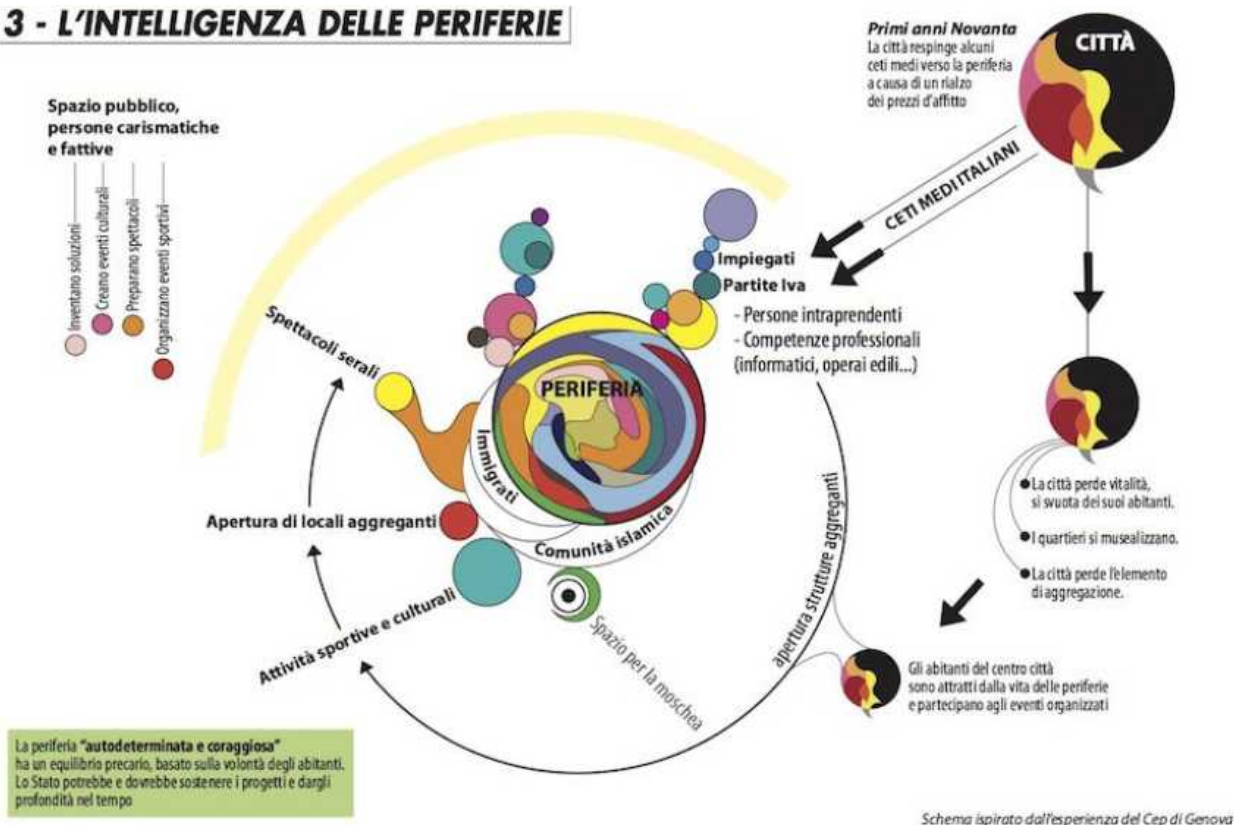 3 - L'INTELLIGENZA DELLE PERIFERIE
Primi anni Novanta
La città respinge alcuni
ceti medi verso la periferia
a causa di un rialzo
dei prezzi d'affitto
CITTÀ
Spazio pubblico,
persone carismatiche
e fattive
Inventano soluzioni
Creano eventi culturali
Preparano spettacoli
Organizzano eventi sportivi
CETI MEDI ITALIANI
Impiegati
Partite Iva
- Persone intraprendenti
- Competenze professionali
(informatici, operai edili...)
Spettacoli serali
PERIFERIA
Immigrati
Comunità islamica
Apertura di locali aggreganti
Attività sportive e culturali
Spazio per la moschea
apertura strutture aggreganti
La città perde vitalità,
si svuota dei suoi abitanti.
I quartieri si musealizzano.
La città perde l'elemento
di aggregazione.
Gli abitanti del centro città
sono attratti dalla vita delle periferie
e partecipano agli eventi organizzati
La periferia "autodeterminata e coraggiosa"
ha un equilibrio precario, basato sulla volontà degli abitanti.
Lo Stato potrebbe e dovrebbe sostenere i progetti e dargli
profondità nel tempo
Schema ispirato dall'esperienza del Cep di Genova